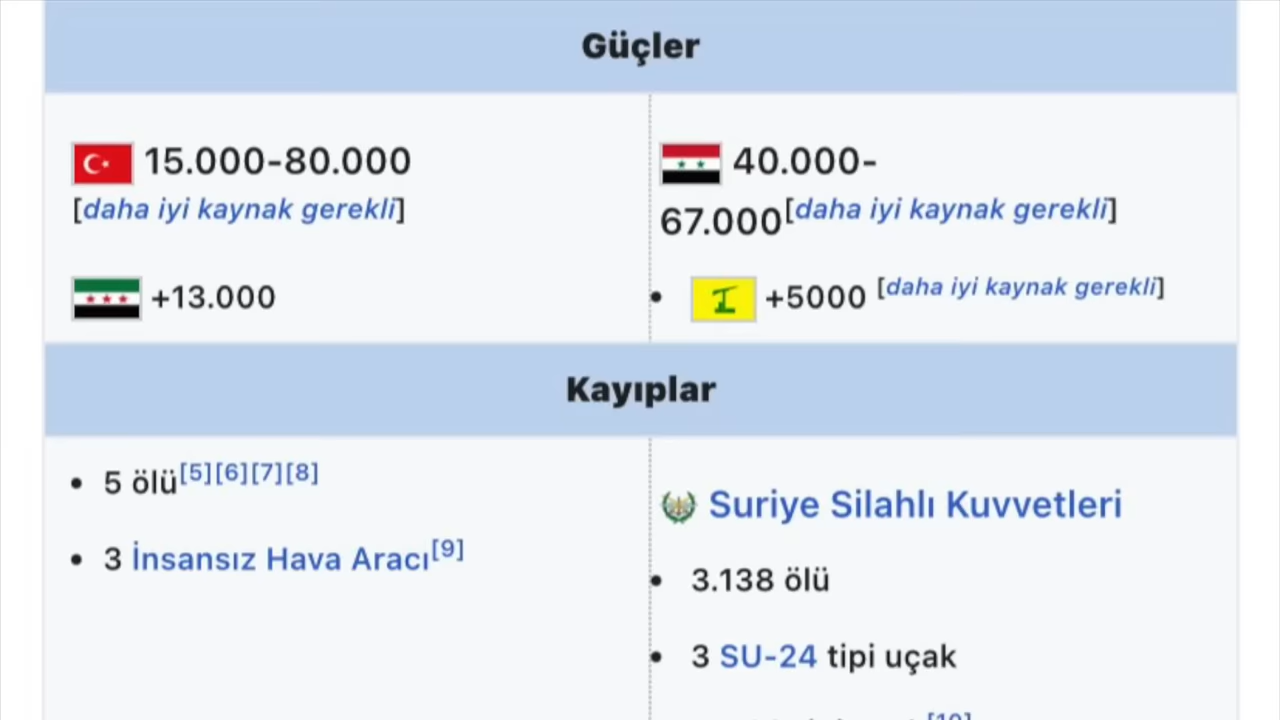 Güçler
15.000-80.000
[daha iyi kaynak gerekli]
+13.000
40.000-
67.000[daha iyi kaynak gerekli]
• +5000 [daha iyi kaynak gerekli]
Kayıplar
• 5 ölü[5][6][7][8]
• 3 İnsansız Hava Aracı[9]
Suriye Silahlı Kuvvetleri
• 3.138 ölü
• 3 SU-24 tipi uçak